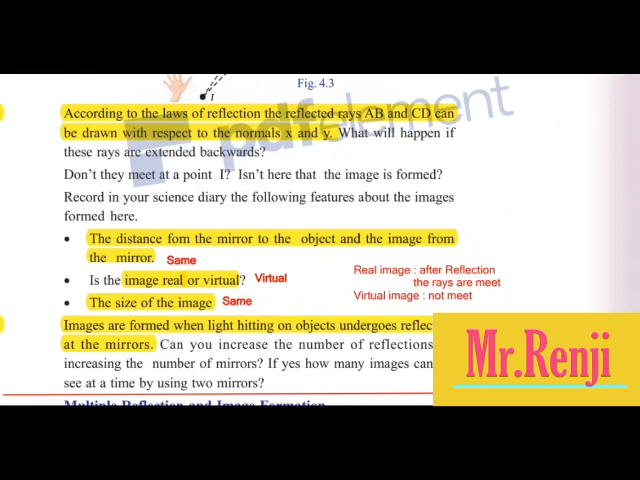 Fig. 4.3
I
pdfelement
According to the laws of reflection the reflected rays AB and CD can
be drawn with respect to the normals x and y. What will happen if
these rays are extended backwards?
Don't they meet at a point I? Isn't here that the image is formed?
Record in your science diary the following features about the images
formed here.
• The distance fom the mirror to the object and the image from
the mirror. Same
• Is the image real or virtual? Virtual
Real image : after Reflection
the rays are meet
Virtual image : not meet
• The size of the image Same
Images are formed when light hitting on objects undergoes reflec
at the mirrors. Can you increase the number of reflections
increasing the number of mirrors? If yes how many images can
see at a time by using two mirrors?
Mr.Renji
Multiple Reflection and Image Formation